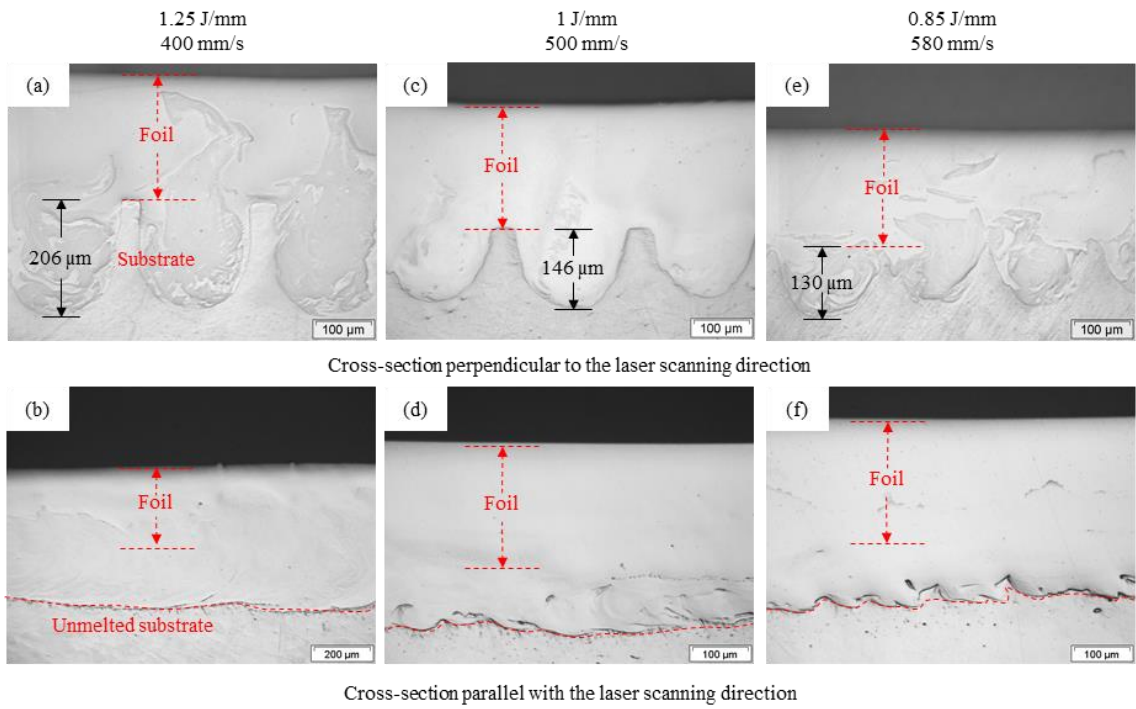 1.25 J/mm
400 mm/s
1 J/mm
500 mm/s
0.85 J/mm
580 mm/s
(a)
Foil
206 μm
Substrate
100 μm
(c)
Foil
146 μm
100 μm
(e)
Foil
130 μm
100 μm
Cross-section perpendicular to the laser scanning direction
(b)
Foil
Unmelted substrate
200 μm
(d)
Foil
100 μm
(f)
Foil
100 μm
Cross-section parallel with the laser scanning direction